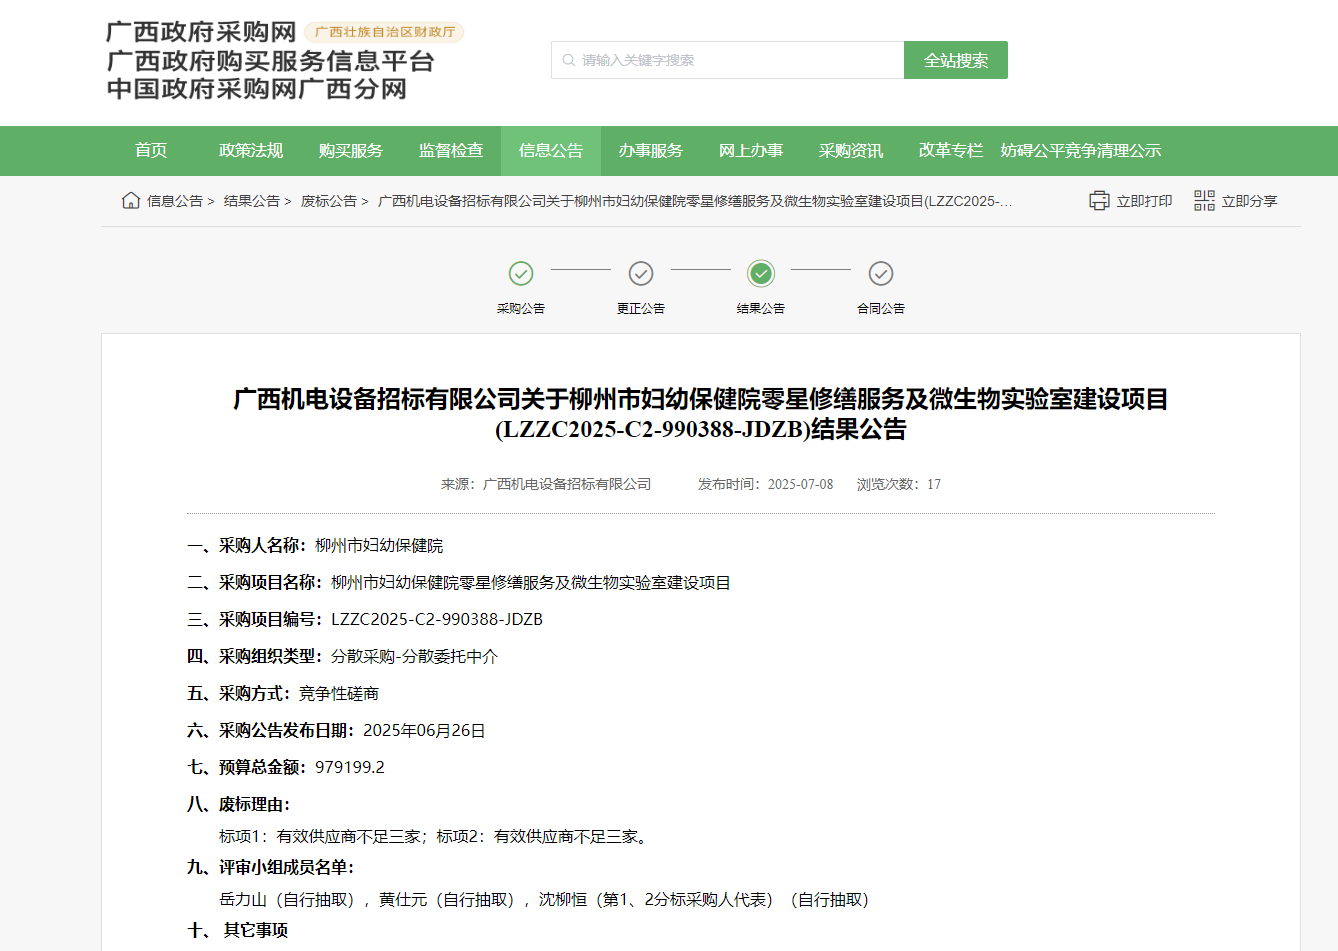 广西政府采购网 广西壮族自治区财政厅
广西政府购买服务信息平台
中国政府采购网广西分网
请输入关键字搜索 全站搜索
首页 政策法规 购买服务 监督检查 信息公告 办事服务 网上办事 采购资讯 改革专栏 妨碍公平竞争清理公示
信息公告 > 结果公告 > 废标公告 > 广西机电设备招标有限公司关于柳州市妇幼保健院零星修缮服务及微生物实验室建设项目(LZZC2025-... 立即打印 立即分享
采购公告 更正公告 结果公告 合同公告
广西机电设备招标有限公司关于柳州市妇幼保健院零星修缮服务及微生物实验室建设项目
(LZZC2025-C2-990388-JDZB)结果公告
来源：广西机电设备招标有限公司 发布时间：2025-07-08 浏览次数：17
一、采购人名称：柳州市妇幼保健院
二、采购项目名称：柳州市妇幼保健院零星修缮服务及微生物实验室建设项目
三、采购项目编号：LZZC2025-C2-990388-JDZB
四、采购组织类型：分散采购-分散委托中介
五、采购方式：竞争性磋商
六、采购公告发布日期：2025年06月26日
七、预算总金额：979199.2
八、废标理由：
标项1：有效供应商不足三家；标项2：有效供应商不足三家。
九、评审小组成员名单：
岳力山（自行抽取），黄仕元（自行抽取），沈柳恒（第1、2分标采购人代表）（自行抽取）
十、 其它事项